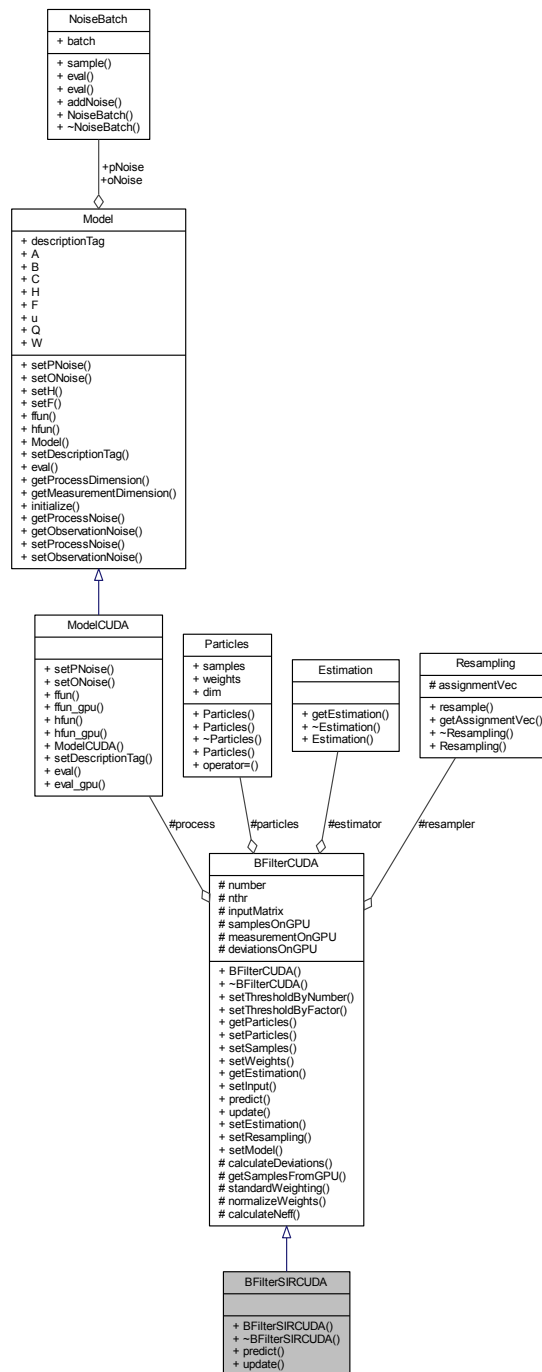 NoiseBatch
+ batch
+ sample()
+ eval()
+ eval()
+ addNoise()
+ NoiseBatch()
+ ~NoiseBatch()
+pNoise
+oNoise
Model
+ descriptionTag
+ A
+ B
+ C
+ H
+ F
+ u
+ Q
+ W
+ setPNoise()
+ setONoise()
+ setH()
+ setF()
+ ffun()
+ hfun()
+ Model()
+ setDescriptionTag()
+ eval()
+ getProcessDimension()
+ getMeasurementDimension()
+ initialize()
+ getProcessNoise()
+ getObservationNoise()
+ setProcessNoise()
+ setObservationNoise()
ModelCUDA
+ setPNoise()
+ setONoise()
+ ffun()
+ ffun_gpu()
+ hfun()
+ hfun_gpu()
+ ModelCUDA()
+ setDescriptionTag()
+ eval()
+ eval_gpu()
Particles
+ samples
+ weights
+ dim
+ Particles()
+ Particles()
+ ~Particles()
+ Particles()
+ operator=()
Estimation
+ getEstimation()
+ ~Estimation()
+ Estimation()
Resampling
# assignmentVec
+ resample()
+ getAssignmentVec()
+ ~Resampling()
+ Resampling()
#process
#particles
#estimator
#resampler
BFilterCUDA
# number
# nthr
# inputMatrix
# samplesOnGPU
# measurementOnGPU
# deviationsOnGPU
+ BFilterCUDA()
+ ~BFilterCUDA()
+ setThresholdByNumber()
+ setThresholdByFactor()
+ getParticles()
+ setParticles()
+ setSamples()
+ setWeights()
+ getEstimation()
+ setInput()
+ predict()
+ update()
+ setEstimation()
+ setResampling()
+ setModel()
# calculateDeviations()
# getSamplesFromGPU()
# standardWeighting()
# normalizeWeights()
# calculateNeff()
BFilterSIRCUDA
+ BFilterSIRCUDA()
+ ~BFilterSIRCUDA()
+ predict()
+ update()